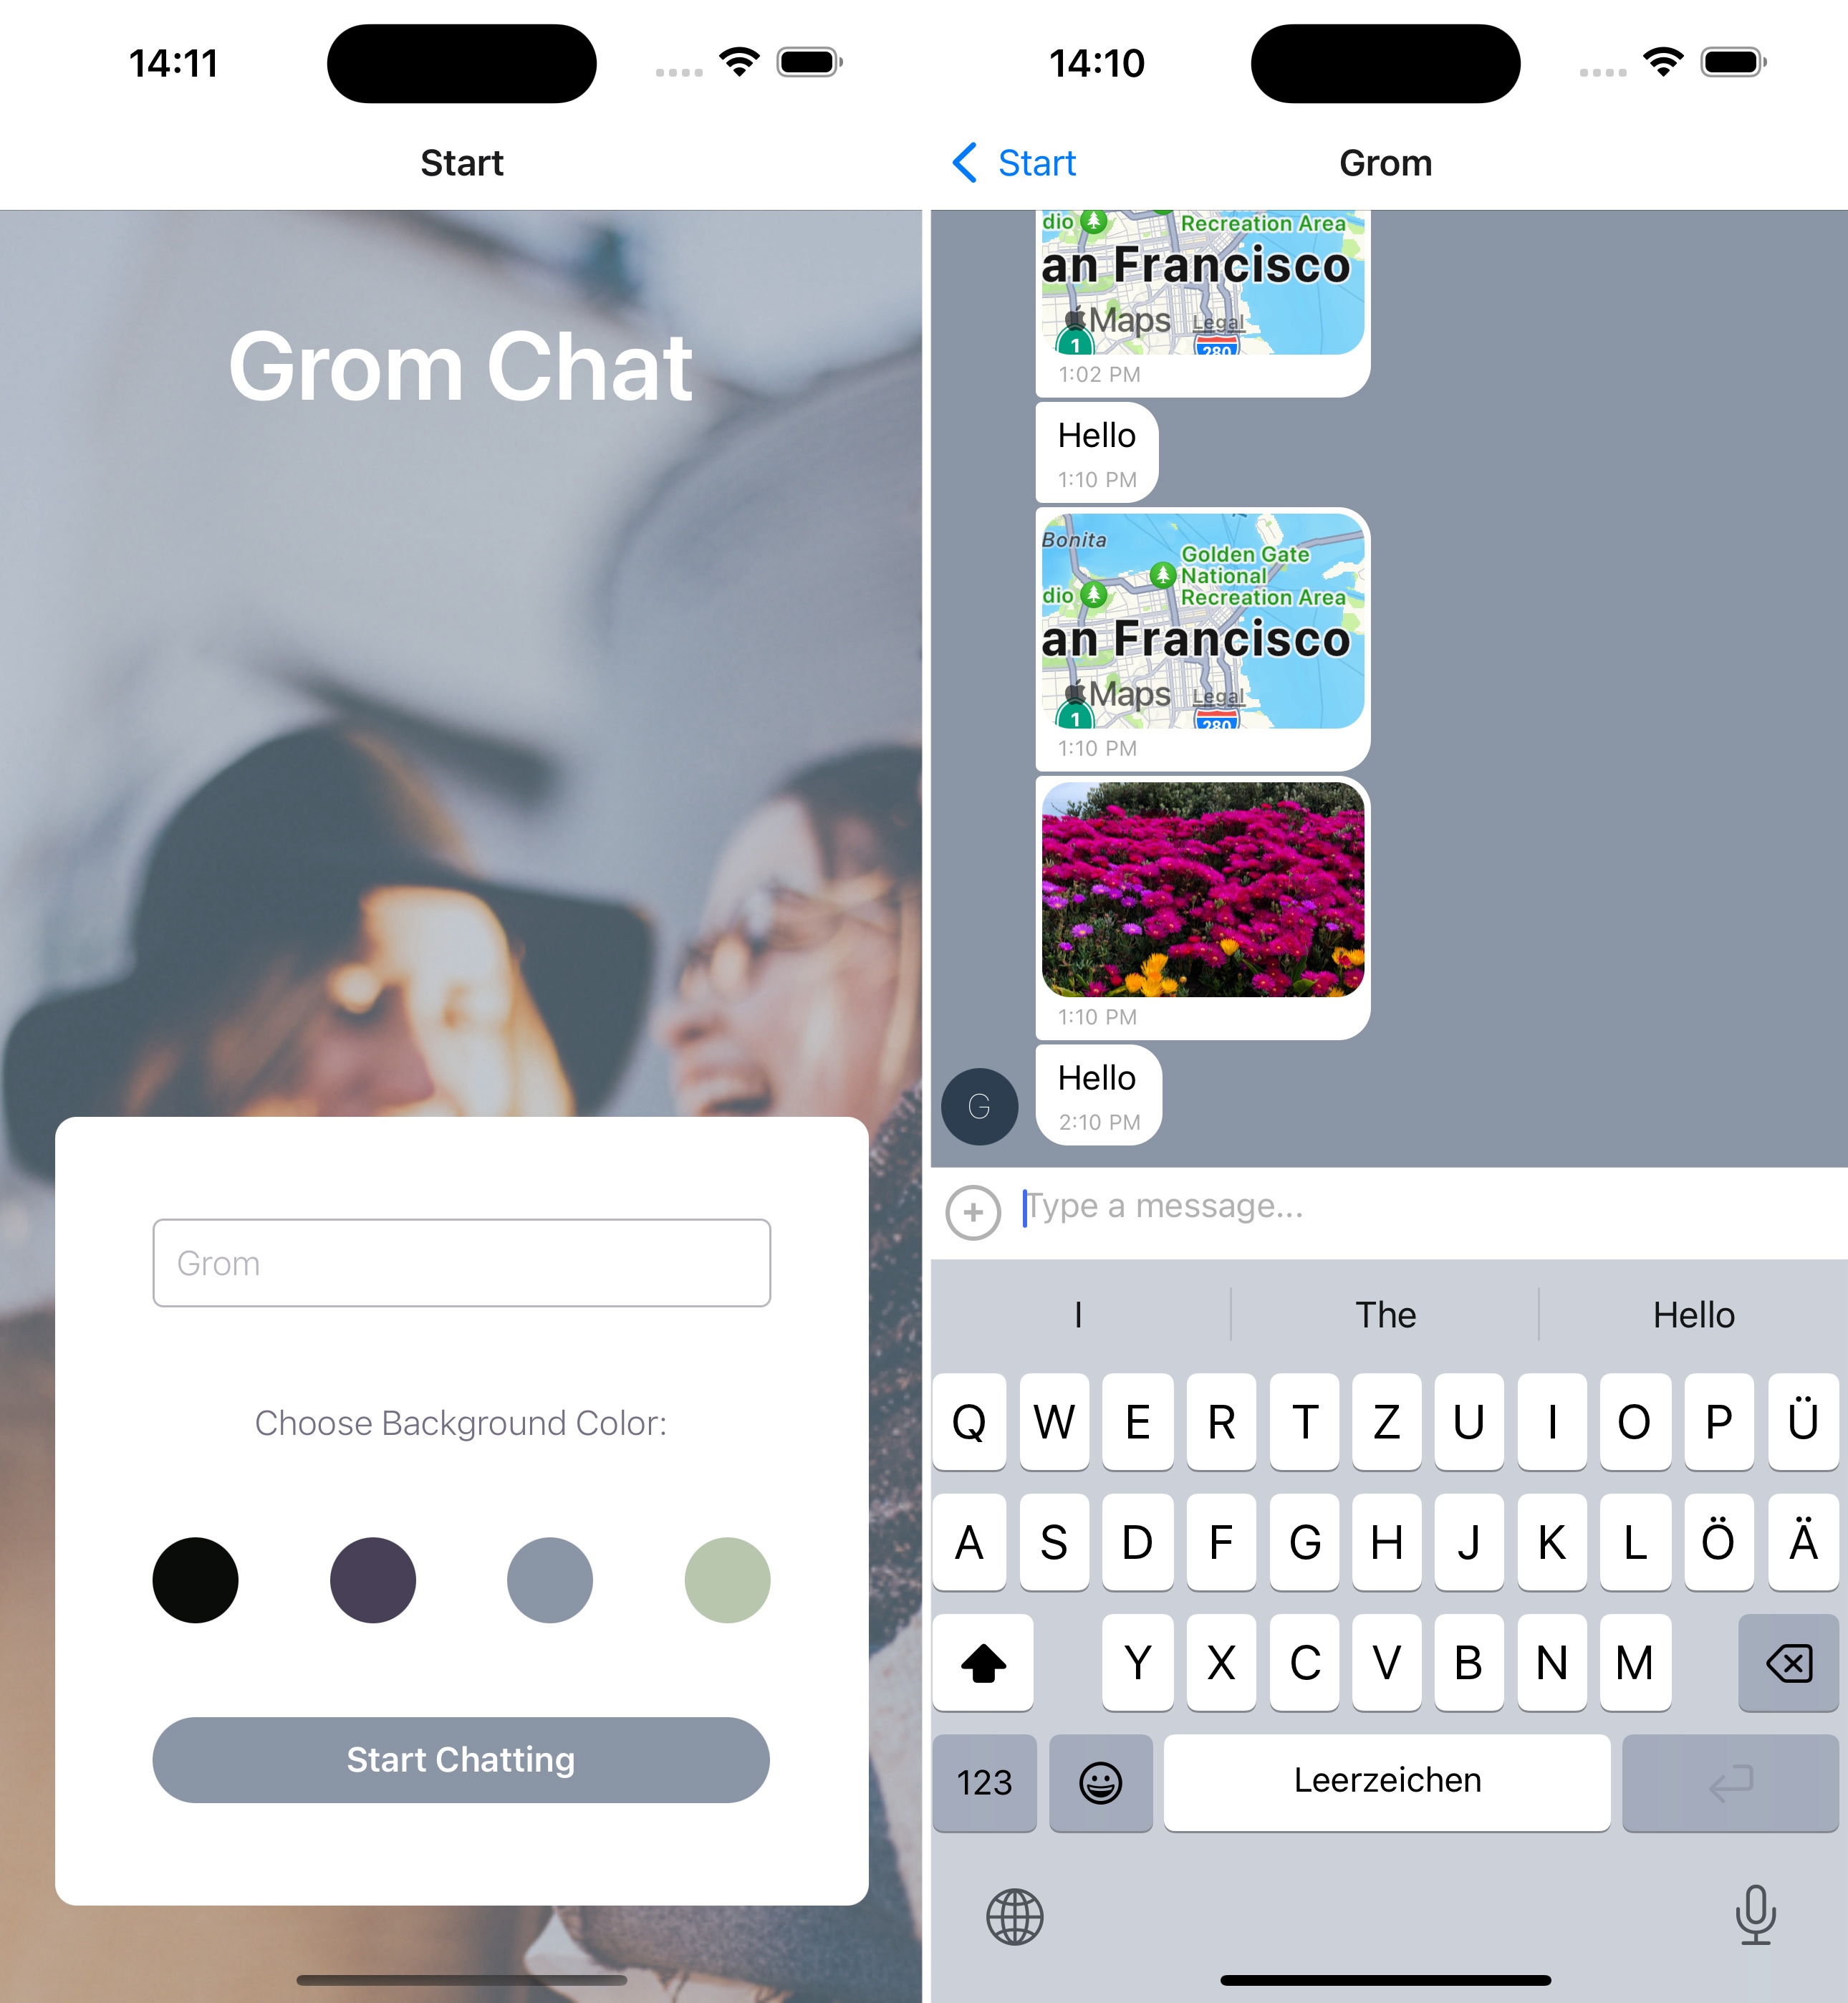 14:11
Start
Grom Chat
Grom
Choose Background Color:
Start Chatting
14:10
Start
Grom
dio
Recreation Area
an Francisco
Maps
Legal
1
280
1:02 PM
Hello
1:10 PM
Bonita
Golden Gate
National
dio
Recreation Area
an Francisco
Maps
Legal
1
280
1:10 PM
1:10 PM
Hello
G
2:10 PM
Type a message...
I The Hello
Q W E R T Z U I O P Ü
A S D F G H J K L Ö Ä
Y X C V B N M
123 Leerzeichen